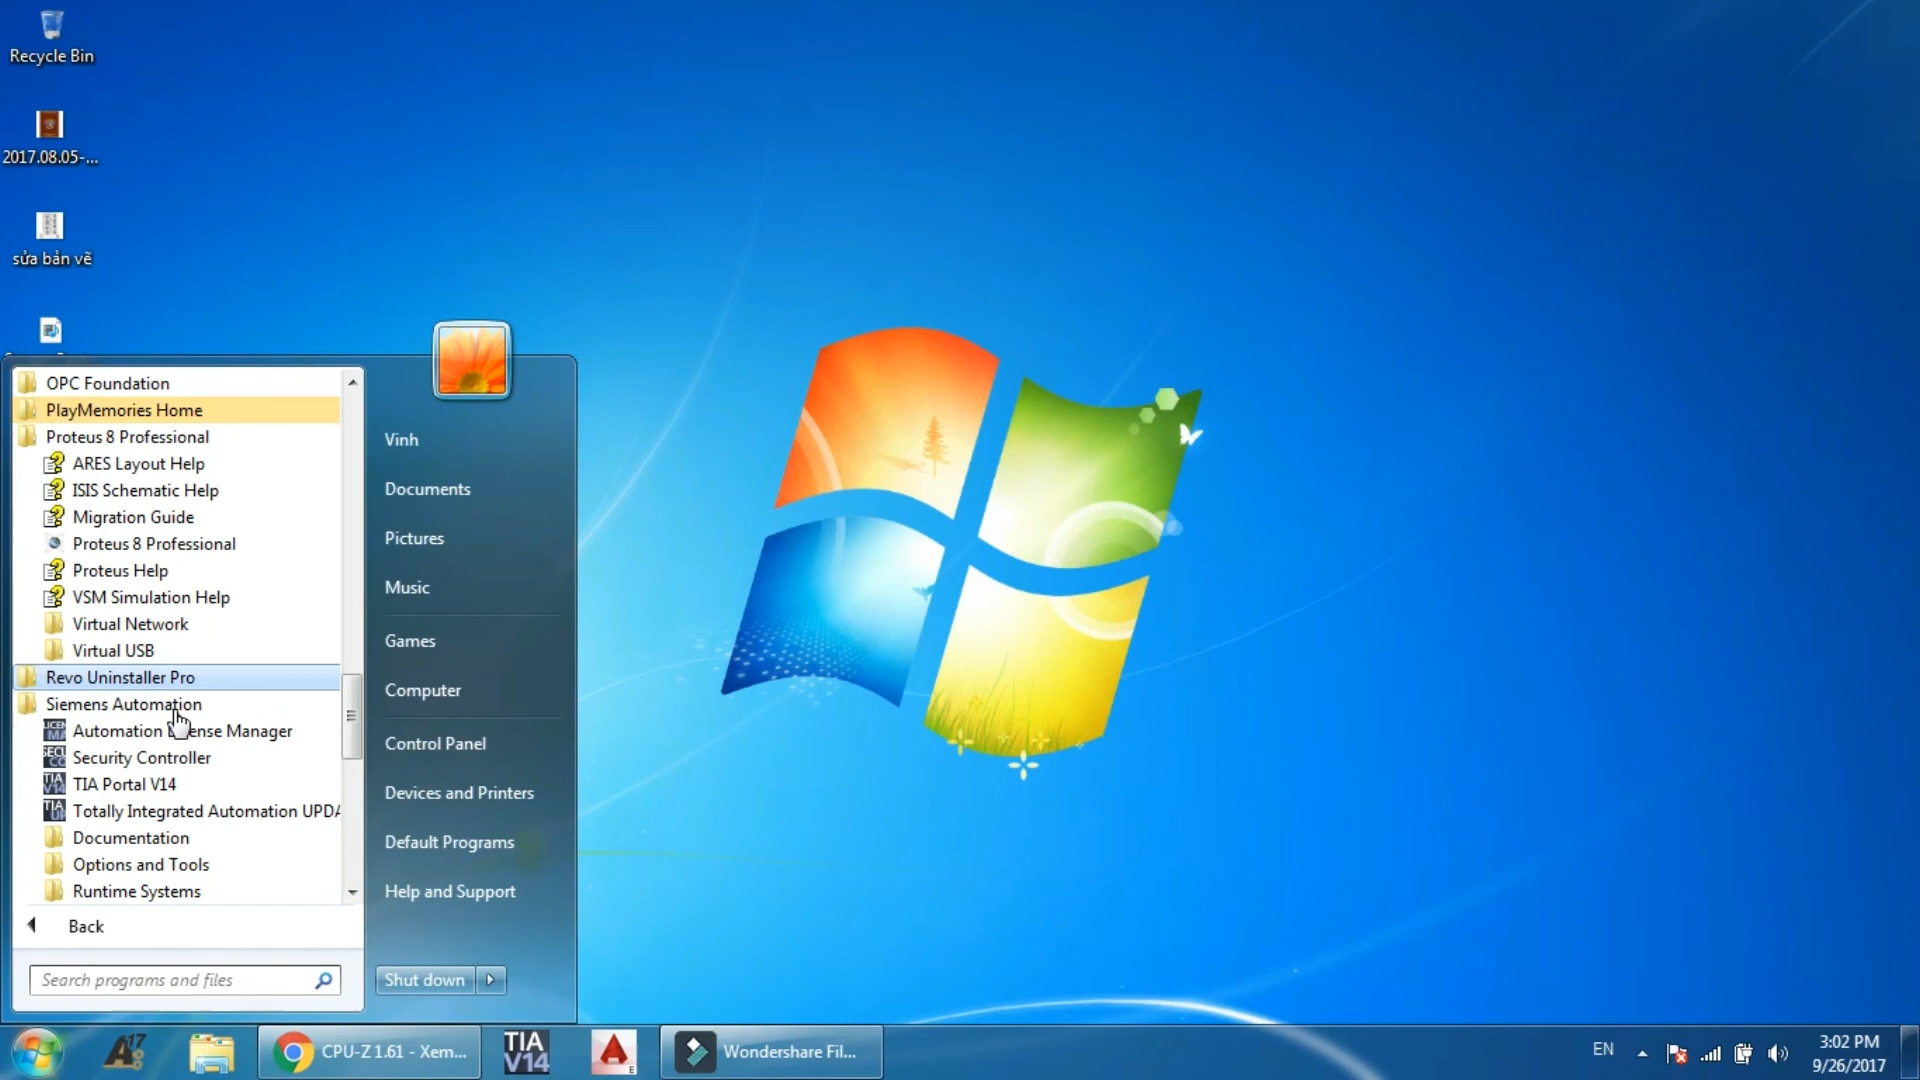 Recycle Bin
2017.08.05-...
sửa bản vẽ
OPC Foundation
PlayMemories Home
Proteus 8 Professional
ARES Layout Help
ISIS Schematic Help
Migration Guide
Proteus 8 Professional
Proteus Help
VSM Simulation Help
Virtual Network
Virtual USB
Revo Uninstaller Pro
Siemens Automation
Automation ense Manager
Security Controller
TIA Portal V14
Totally Integrated Automation UPDA
Documentation
Options and Tools
Runtime Systems
Back
Search programs and files
Vinh
Documents
Pictures
Music
Games
Computer
Control Panel
Devices and Printers
Default Programs
Help and Support
Shut down
17
CPU-Z 1.61 - Xem...
TIA
V14
E
Wondershare Fil...
EN
3:02 PM
9/26/2017